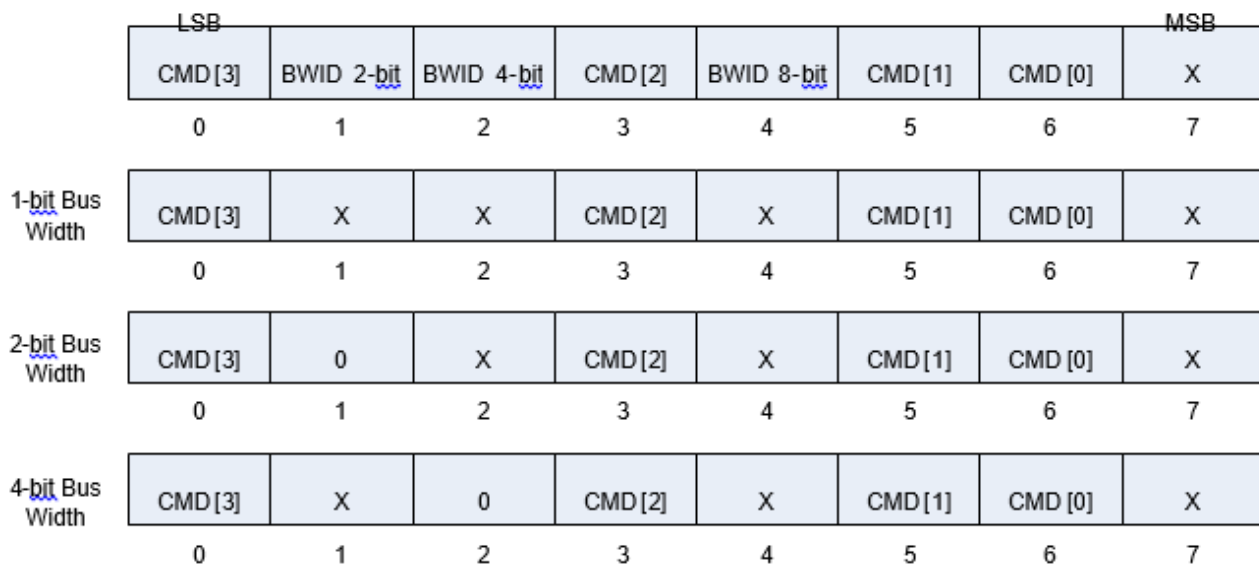 LSB MSB
CMD[3] BWID 2-bit BWID 4-bit CMD[2] BWID 8-bit CMD[1] CMD[0] X
0 1 2 3 4 5 6 7
1-bit Bus
Width
CMD[3] X X CMD[2] X CMD[1] CMD[0] X
0 1 2 3 4 5 6 7
2-bit Bus
Width
CMD[3] 0 X CMD[2] X CMD[1] CMD[0] X
0 1 2 3 4 5 6 7
4-bit Bus
Width
CMD[3] X 0 CMD[2] X CMD[1] CMD[0] X
0 1 2 3 4 5 6 7